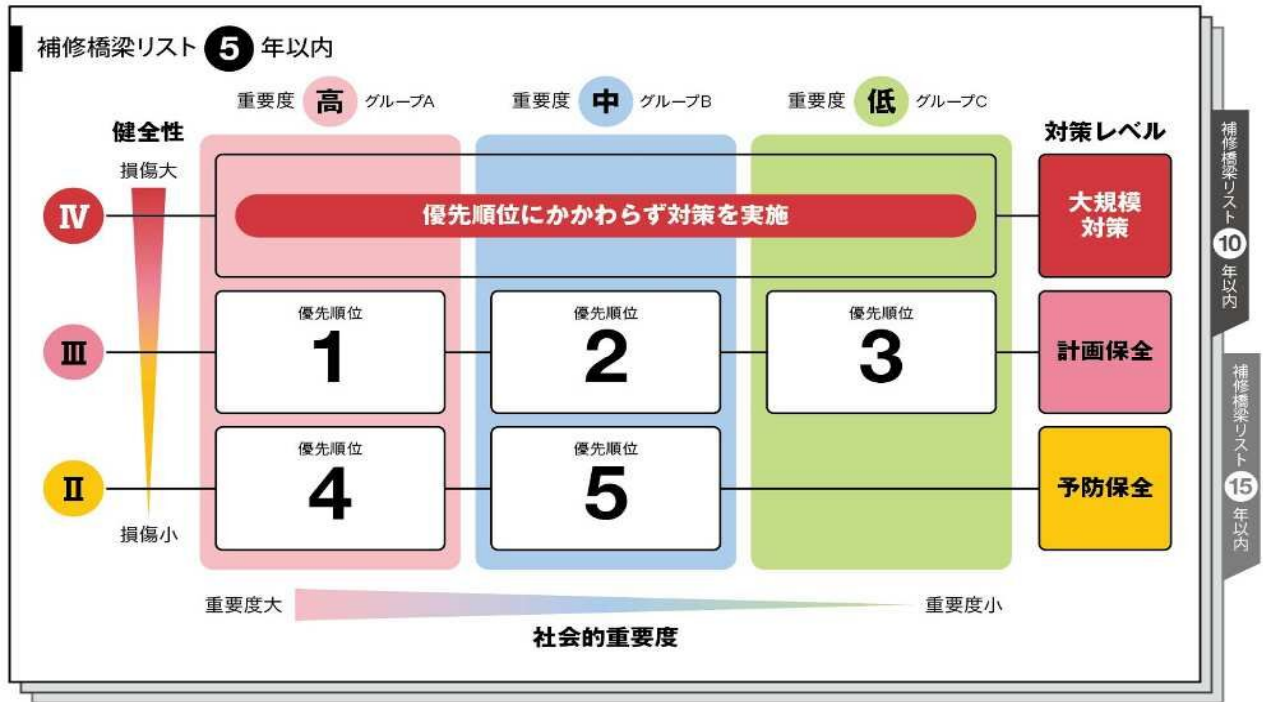 補修橋梁リスト 5 年以内
重要度 高 グループA
重要度 中 グループB
重要度 低 グループC
健全性
対策レベル
損傷大
Ⅳ
優先順位にかかわらず対策を実施
大規模
対策
Ⅲ
優先順位
1
優先順位
2
優先順位
3
計画保全
Ⅱ
優先順位
4
優先順位
5
予防保全
損傷小
重要度大
重要度小
社会的重要度
補修橋梁リスト 10 年以内
補修橋梁リスト 15 年以内